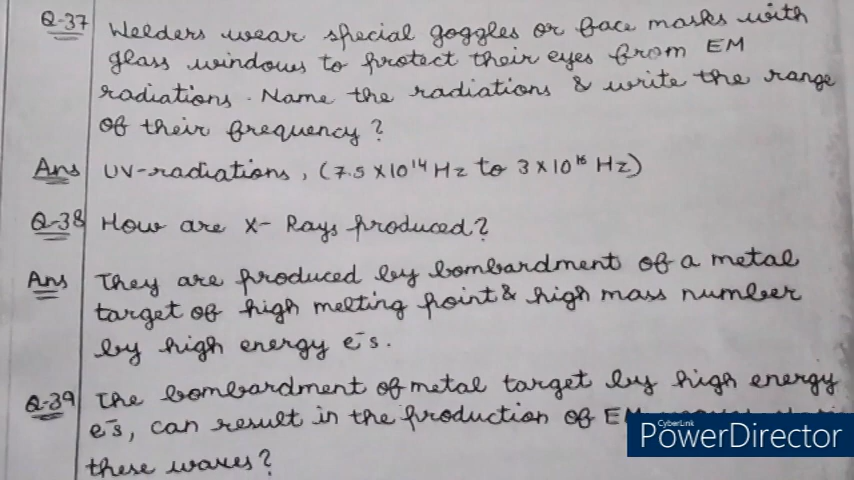 Q-37 Welders wear special goggles or face masks with
glass windows to protect their eyes from EM
radiations. Name the radiations & write the range
of their frequency?
Ans UV-radiations, (7.5 X10¹⁴ Hz to 3 X10¹⁶ Hz)
Q-38 How are X- Rays produced?
Ans They are produced by bombardment of a metal
target of high melting point & high mass number
by high energy e⁻s.
Q-39 The bombardment of metal target by high energy
e⁻s, can result in the production of EM
these waves?
CyberLink
PowerDirector